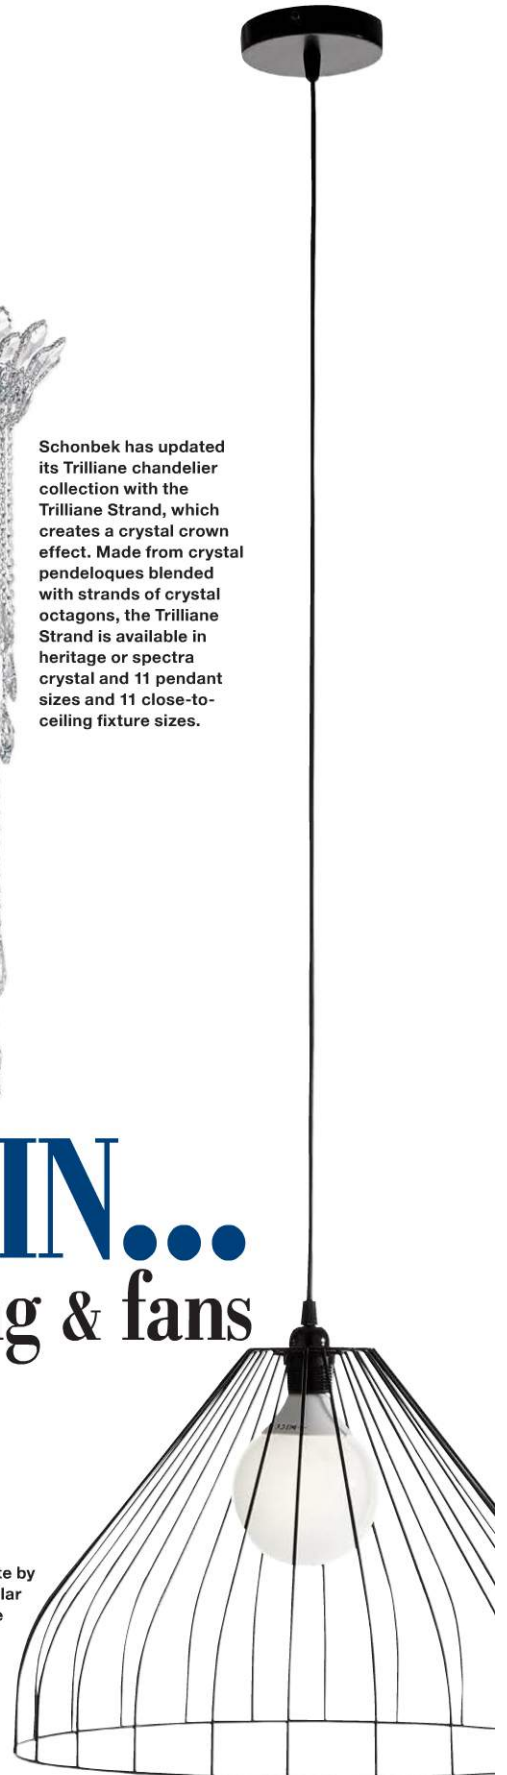 Schonbek has updated
its Trilliane chandelier
collection with the
Trilliane Strand, which
creates a crystal crown
effect. Made from crystal
pendeloques blended
with strands of crystal
octagons, the Trilliane
Strand is available in
heritage or spectra
crystal and 11 pendant
sizes and 11 close-to-
ceiling fixture sizes.
IN...
& fans
by